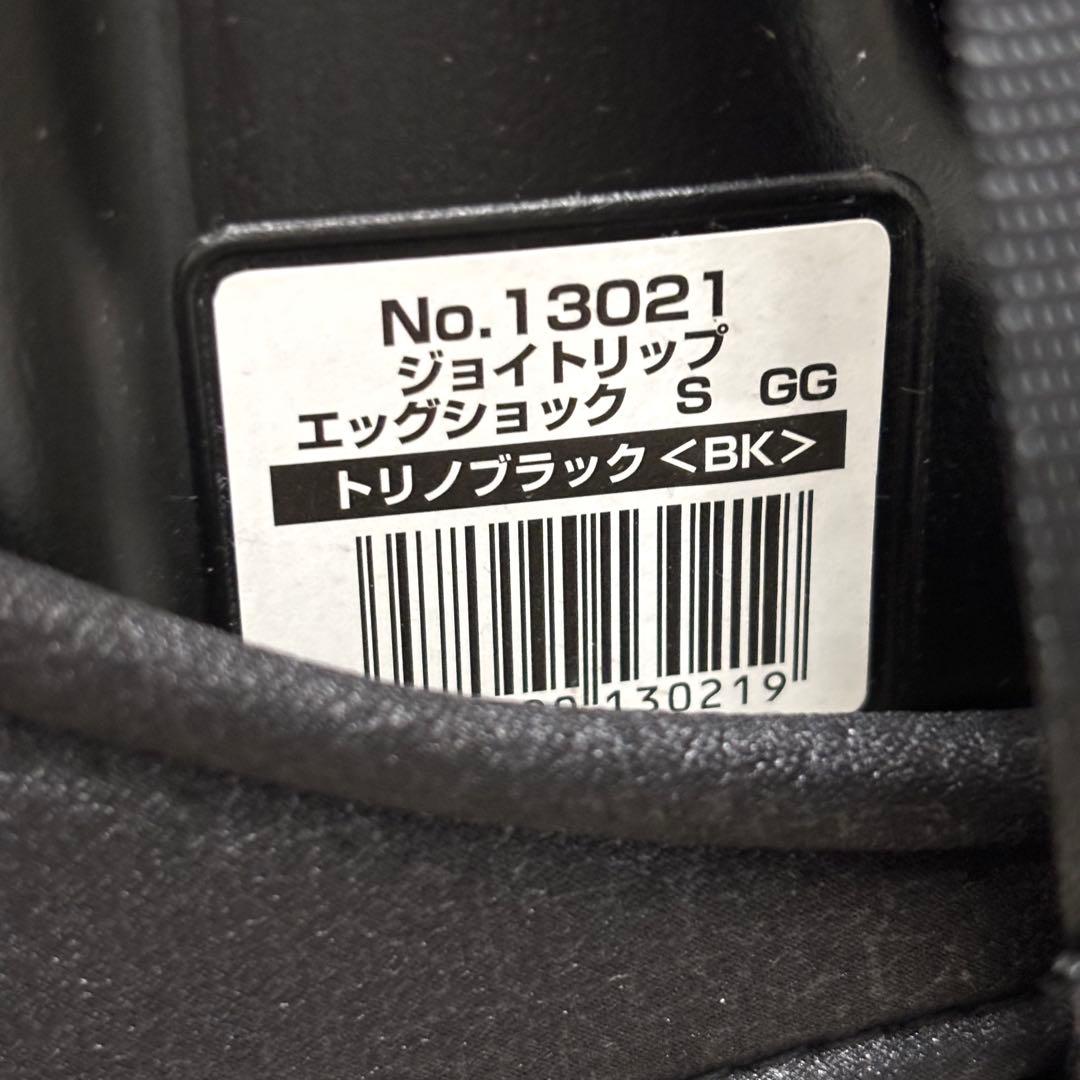 No.13021
ジョイトリップ
エッグショック S GG
トリノブラック<BK>
130219